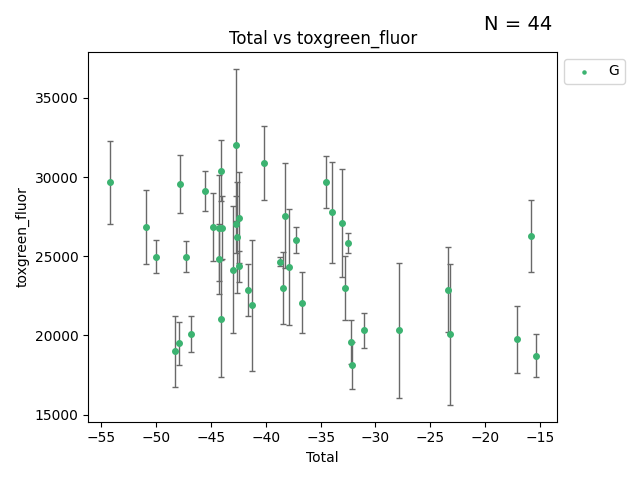 N = 44
Total vs toxgreen_fluor
G
35000
30000
25000
20000
15000
toxgreen_fluor
−55 −50 −45 −40 −35 −30 −25 −20 −15
Total